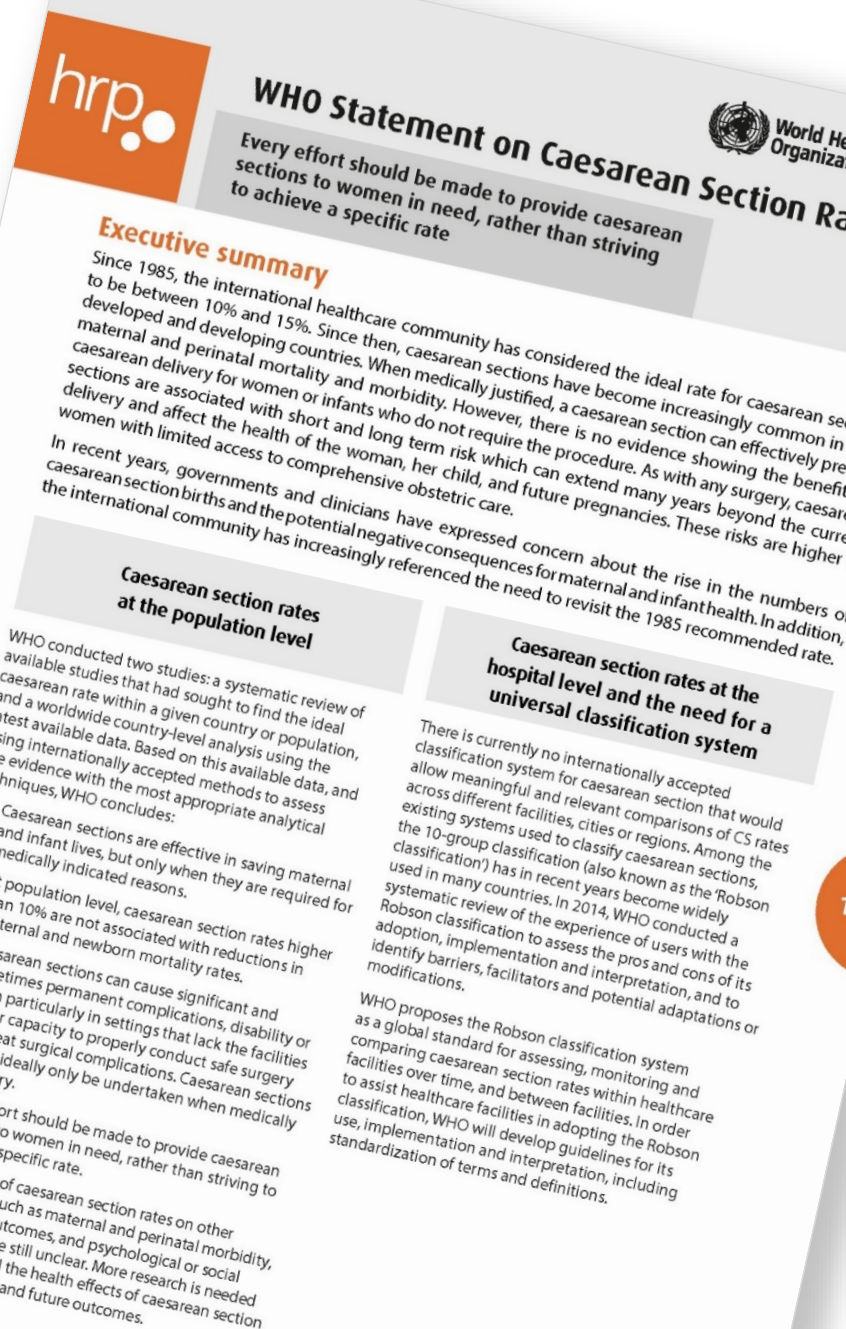 hrp
WHO Statement on Caesarean Section
World
Every effort should be made to provide caesarean
sections to women in need, rather than striving
to achieve a specific rate
Executive summary
Since 1985, the international healthcare community has considered the ideal rate for caesarean
to be between 10% and 15%. Since then, caesarean sections have become increasingly common in
developed and developing countries. When medically justified, a caesarean section can effectively
maternal and perinatal mortality and morbidity. However, there is no evidence showing the
caesarean delivery for women or infants who do not require the procedure. As with any surgery,
sections are associated with short and long term risk which can extend many years beyond the
delivery and affect the health of the woman, her child, and future pregnancies. These risks are higher
women with limited access to comprehensive obstetric care.
In recent years, governments and clinicians have expressed concern about the rise in the numbers
caesarean section births and the potential negative consequences for maternal and infant health. In addition,
the international community has increasingly referenced the need to revisit the 1985 recommended rate.
Caesarean section rates
at the population level
WHO conducted two studies: a systematic review of
available studies that had sought to find the ideal
caesarean rate within a given country or population,
and a worldwide country-level analysis using the
available data. Based on this available data, and
internationally accepted methods to assess
evidence with the most appropriate analytical
WHO concludes:
Caesarean sections are effective in saving maternal
and infant lives, but only when they are required for
medically indicated reasons.
population level, caesarean section rates higher
10% are not associated with reductions in
and newborn mortality rates.
sections can cause significant and
permanent complications, disability or
particularly in settings that lack the facilities
capacity to properly conduct safe surgery
surgical complications. Caesarean sections
ideally only be undertaken when medically
should be made to provide caesarean
women in need, rather than striving to
specific rate.
of caesarean section rates on other
such as maternal and perinatal morbidity,
and psychological or social
still unclear. More research is needed
the health effects of caesarean section
and future outcomes.
Caesarean section rates at the
hospital level and the need for a
universal classification system
There is currently no internationally accepted
classification system for caesarean section that would
allow meaningful and relevant comparisons of CS rates
across different facilities, cities or regions. Among the
existing systems used to classify caesarean sections,
the 10-group classification (also known as the 'Robson
classification') has in recent years become widely
used in many countries. In 2014, WHO conducted a
systematic review of the experience of users with the
Robson classification to assess the pros and cons of its
adoption, implementation and interpretation, and to
identify barriers, facilitators and potential adaptations or
modifications.
WHO proposes the Robson classification system
as a global standard for assessing, monitoring and
comparing caesarean section rates within healthcare
facilities over time, and between facilities. In order
to assist healthcare facilities in adopting the Robson
classification, WHO will develop guidelines for its
use, implementation and interpretation, including
standardization of terms and definitions.